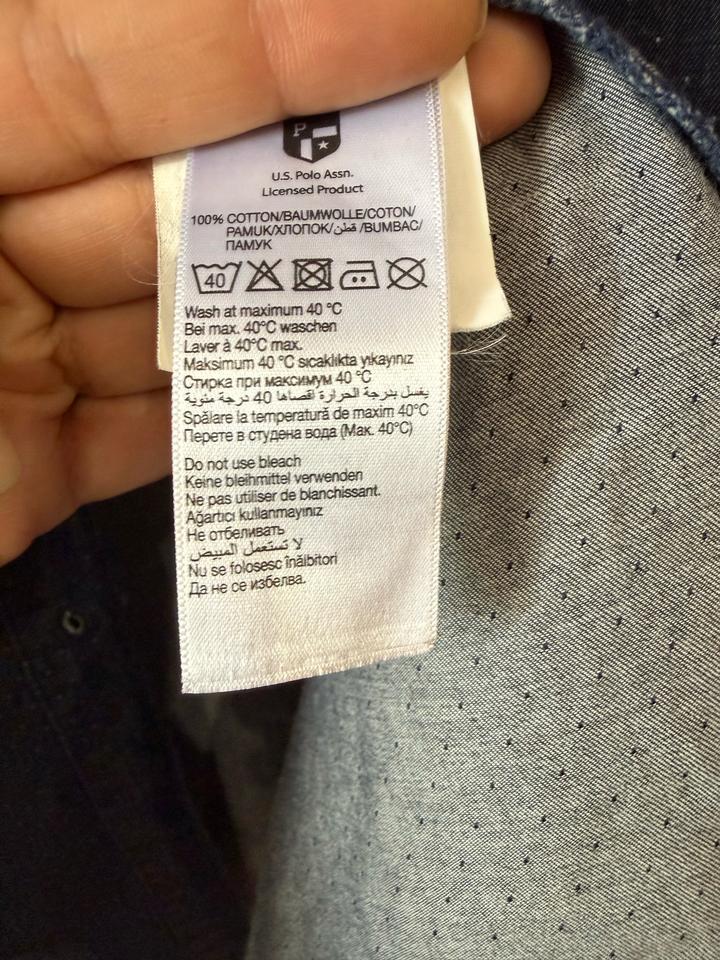 P
U.S. Polo Assn.
Licensed Product
100% COTTON/BAUMWOLLE/COTON/
PAMUK/ХЛОПОК/قطن /BUMBAC/
ПАМУК
40
Wash at maximum 40 °C
Bei max. 40°C waschen
Laver à 40°C max.
Maksimum 40 °C sıcaklıkta yıkayınız
Стирка при максимум 40 °C
يغسل بدرجة الحرارة اقصاها 40 درجة مئوية
Spălare la temperatură de maxim 40°C
Перете в студена вода (Мак. 40°C)
Do not use bleach
Keine bleihmittel verwenden
Ne pas utiliser de blanchissant.
Ağartıcı kullanmayınız
Не отбеливать
لا تستعمل المبيض
Nu se folosesc înălbitori
Да не се избелва.